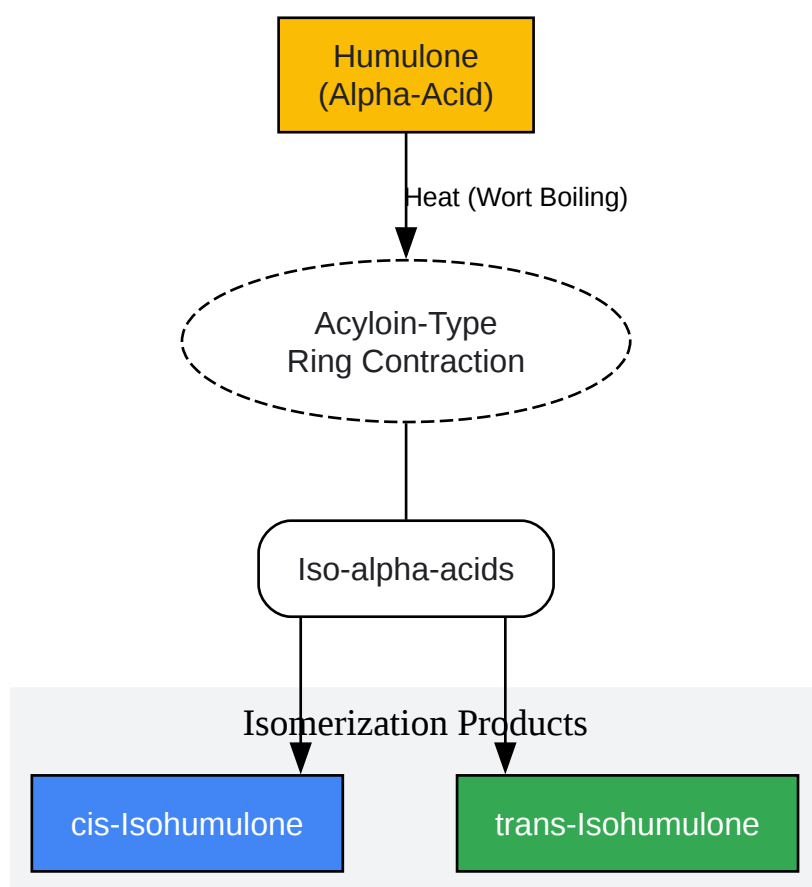 Humulone
(Alpha-Acid)
Heat (Wort Boiling)
Acyloin-Type
Ring Contraction
Iso-alpha-acids
Isomerization Products
cis-Isohumulone
trans-Isohumulone